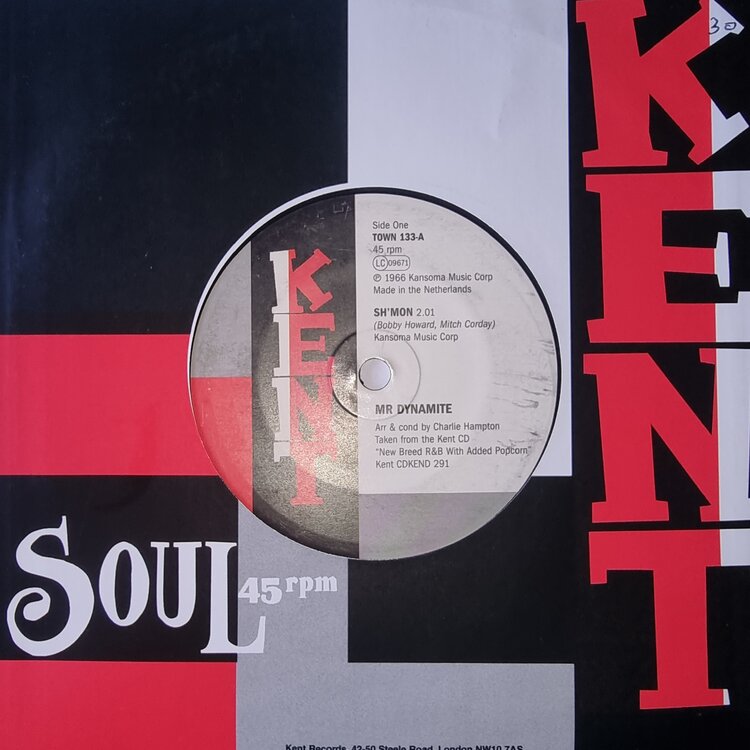 30
KENT
Side One
TOWN 133-A
45 rpm
LC 09671
℗ 1966 Kansoma Music Corp
Made in the Netherlands
SH'MON 2.01
(Bobby Howard, Mitch Corday)
Kansoma Music Corp
KENT
MR DYNAMITE
Arr & cond by Charlie Hampton
Taken from the Kent CD
"New Breed R&B With Added Popcorn"
Kent CDKEND 291
SOUL
45 rpm
Kent Records, 42-50 Steele Road, London NW10 7AS